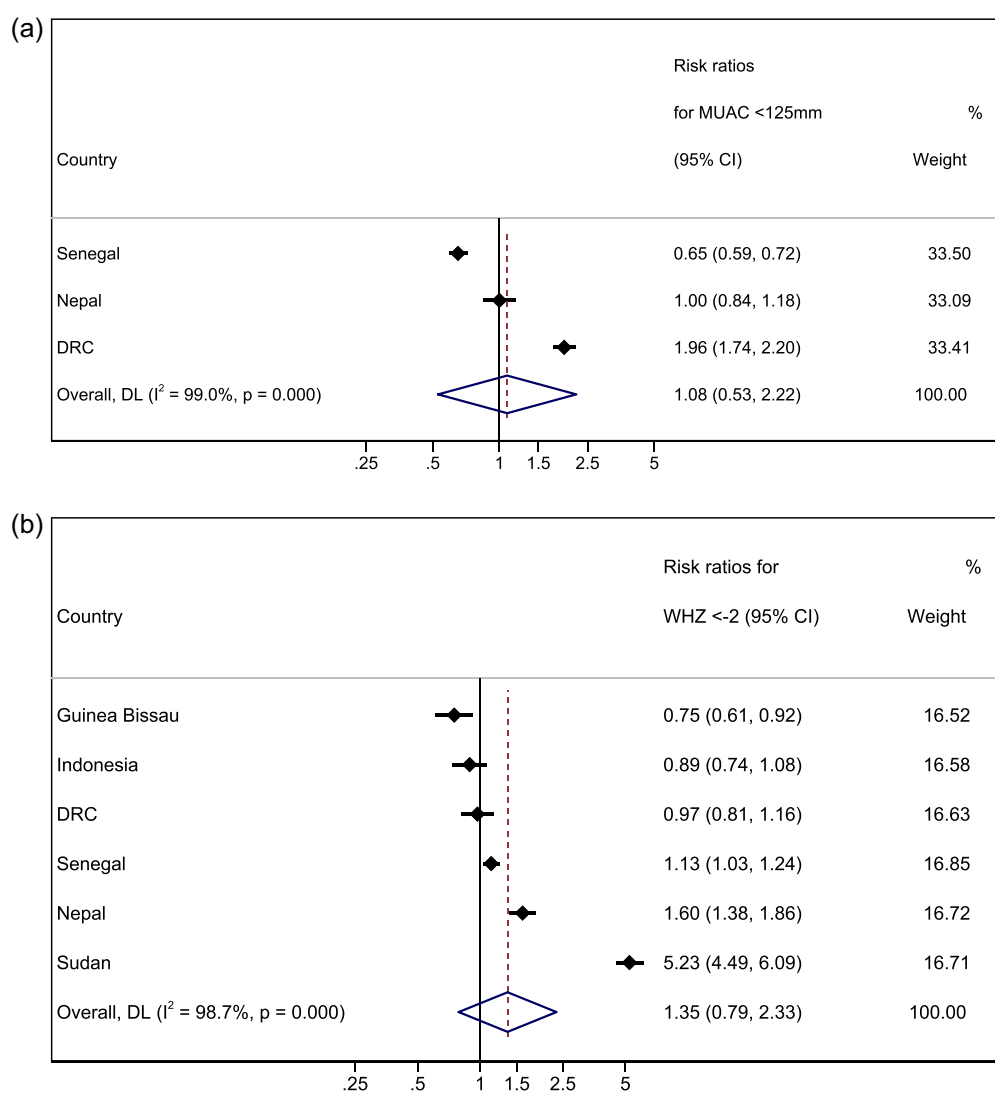 (a)
Risk ratios
for MUAC <125mm %
Country (95% CI) Weight
Senegal 0.65 (0.59, 0.72) 33.50
Nepal 1.00 (0.84, 1.18) 33.09
DRC 1.96 (1.74, 2.20) 33.41
Overall, DL (I² = 99.0%, p = 0.000) 1.08 (0.53, 2.22) 100.00
.25 .5 1 1.5 2.5 5
(b)
Risk ratios for %
Country WHZ <-2 (95% CI) Weight
Guinea Bissau 0.75 (0.61, 0.92) 16.52
Indonesia 0.89 (0.74, 1.08) 16.58
DRC 0.97 (0.81, 1.16) 16.63
Senegal 1.13 (1.03, 1.24) 16.85
Nepal 1.60 (1.38, 1.86) 16.72
Sudan 5.23 (4.49, 6.09) 16.71
Overall, DL (I² = 98.7%, p = 0.000) 1.35 (0.79, 2.33) 100.00
.25 .5 1 1.5 2.5 5